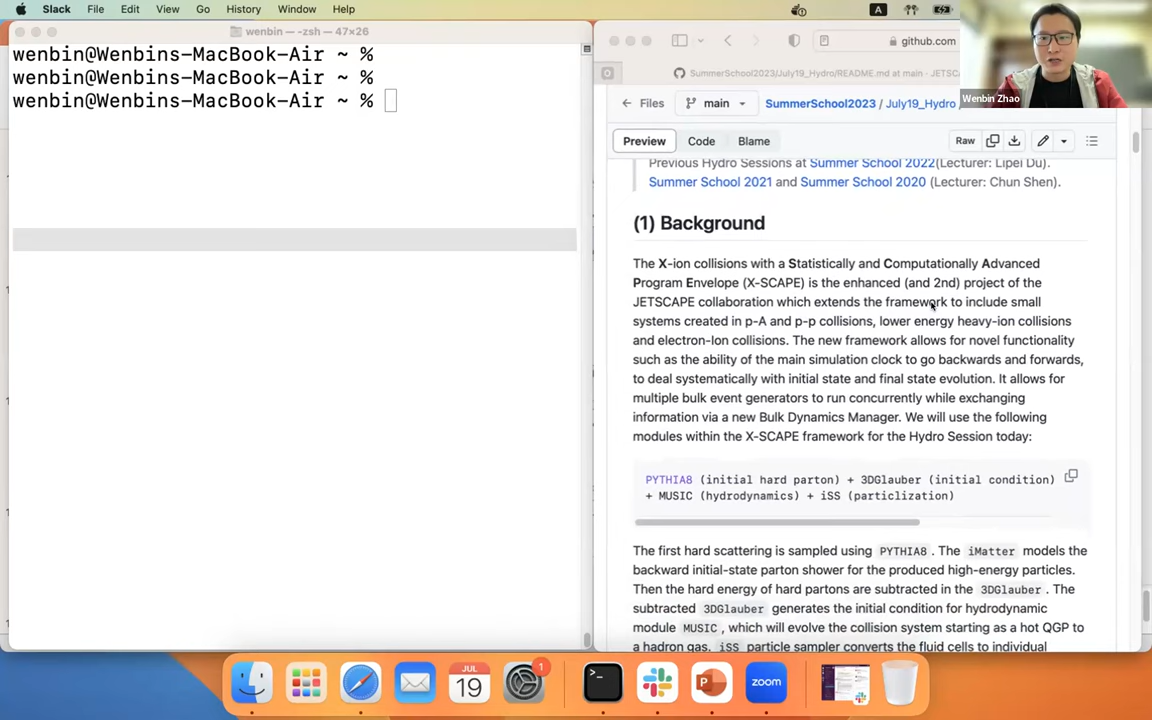 Slack File Edit View Go History Window Help A
wenbin — -zsh — 47×26
wenbin@Wenbins-MacBook-Air ~ %
wenbin@Wenbins-MacBook-Air ~ %
wenbin@Wenbins-MacBook-Air ~ %
github.com
SummerSchool2023/July19_Hydro/README.md at main · JETSC
Wenbin Zhao
Files main SummerSchool2023 / July19_Hydro
Preview Code Blame Raw
Previous Hydro Sessions at Summer School 2022(Lecturer: Lipei Du).
Summer School 2021 and Summer School 2020 (Lecturer: Chun Shen).
(1) Background
The X-ion collisions with a Statistically and Computationally Advanced
Program Envelope (X-SCAPE) is the enhanced (and 2nd) project of the
JETSCAPE collaboration which extends the framework to include small
systems created in p-A and p-p collisions, lower energy heavy-ion collisions
and electron-Ion collisions. The new framework allows for novel functionality
such as the ability of the main simulation clock to go backwards and forwards,
to deal systematically with initial state and final state evolution. It allows for
multiple bulk event generators to run concurrently while exchanging
information via a new Bulk Dynamics Manager. We will use the following
modules within the X-SCAPE framework for the Hydro Session today:
PYTHIA8 (initial hard parton) + 3DGlauber (initial condition)
+ MUSIC (hydrodynamics) + iSS (particlization)
The first hard scattering is sampled using PYTHIA8 . The iMatter models the
backward initial-state parton shower for the produced high-energy particles.
Then the hard energy of hard partons are subtracted in the 3DGlauber . The
subtracted 3DGlauber generates the initial condition for hydrodynamic
module MUSIC , which will evolve the collision system starting as a hot QGP to
a hadron gas. iSS particle sampler converts the fluid cells to individual
JUL
19
1
zoom